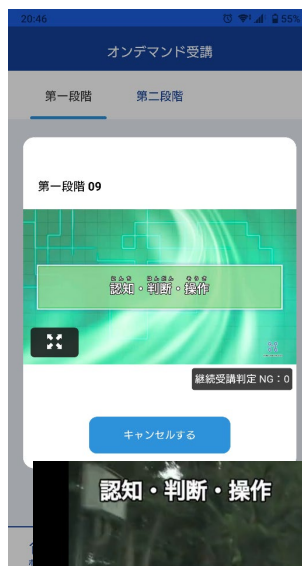 20:46 55%
オンデマンド受講
第一段階 第二段階
第一段階 09
にんち はんだん そうさ
認知・判断・操作
継続受講判定 NG：0
キャンセルする
認知・判断・操作